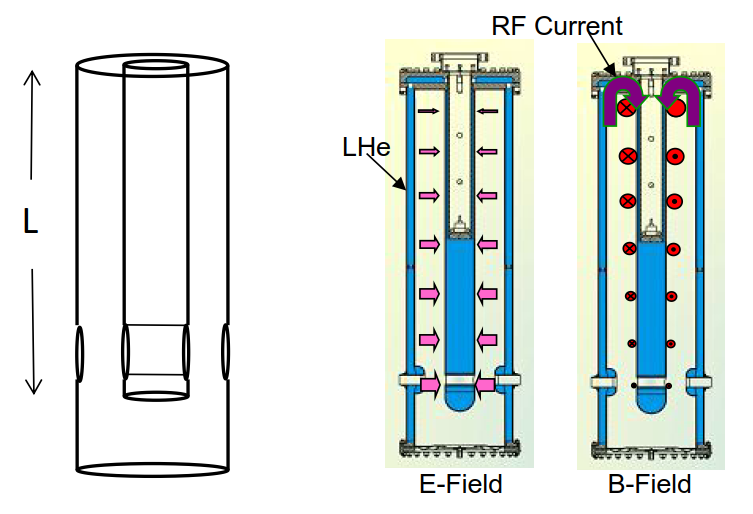 RF Current
LHe
L
E-Field
B-Field